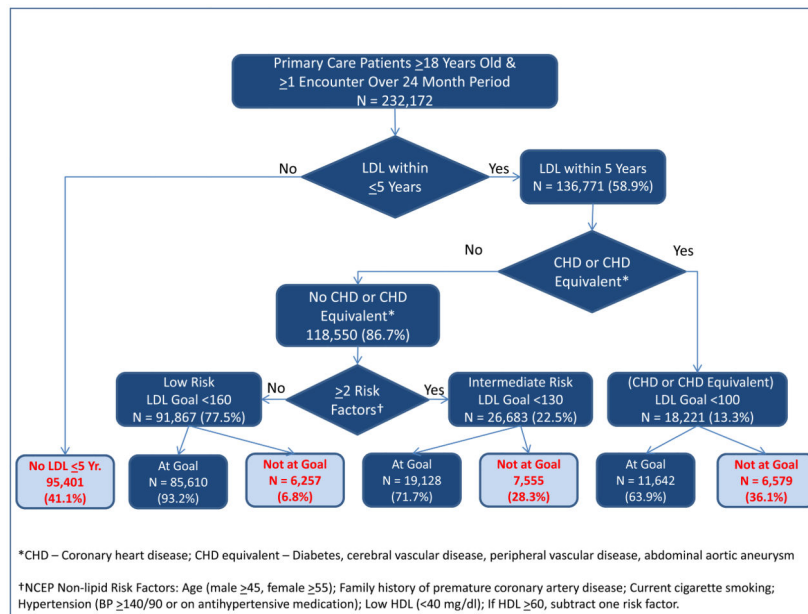 Primary Care Patients ≥18 Years Old &
≥1 Encounter Over 24 Month Period
N = 232,172
No
LDL within
≤5 Years
Yes
LDL within 5 Years
N = 136,771 (58.9%)
No
CHD or CHD
Equivalent*
Yes
No CHD or CHD
Equivalent*
118,550 (86.7%)
Low Risk
LDL Goal <160
N = 91,867 (77.5%)
No
≥2 Risk
Factors†
Yes
Intermediate Risk
LDL Goal <130
N = 26,683 (22.5%)
(CHD or CHD Equivalent)
LDL Goal <100
N = 18,221 (13.3%)
No LDL ≤5 Yr.
95,401
(41.1%)
At Goal
N = 85,610
(93.2%)
Not at Goal
N = 6,257
(6.8%)
At Goal
N = 19,128
(71.7%)
Not at Goal
7,555
(28.3%)
At Goal
N = 11,642
(63.9%)
Not at Goal
N = 6,579
(36.1%)
*CHD – Coronary heart disease; CHD equivalent – Diabetes, cerebral vascular disease, peripheral vascular disease, abdominal aortic aneurysm
†NCEP Non-lipid Risk Factors: Age (male ≥45, female ≥55); Family history of premature coronary artery disease; Current cigarette smoking;
Hypertension (BP ≥140/90 or on antihypertensive medication); Low HDL (<40 mg/dl); If HDL ≥60, subtract one risk factor.